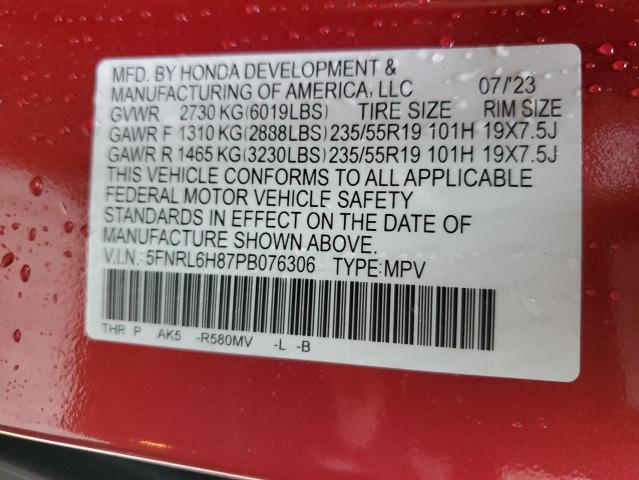 MFD. BY HONDA DEVELOPMENT &
MANUFACTURING OF AMERICA, LLC 07/'23
GVWR 2730 KG(6019LBS) TIRE SIZE RIM SIZE
GAWR F 1310 KG(2888LBS) 235/55R19 101H 19X7.5J
GAWR R 1465 KG(3230LBS) 235/55R19 101H 19X7.5J
THIS VEHICLE CONFORMS TO ALL APPLICABLE
FEDERAL MOTOR VEHICLE SAFETY
STANDARDS IN EFFECT ON THE DATE OF
MANUFACTURE SHOWN ABOVE.
V.I.N.: 5FNRL6H87PB076306 TYPE:MPV
THR P AK5 -R580MV -L -B